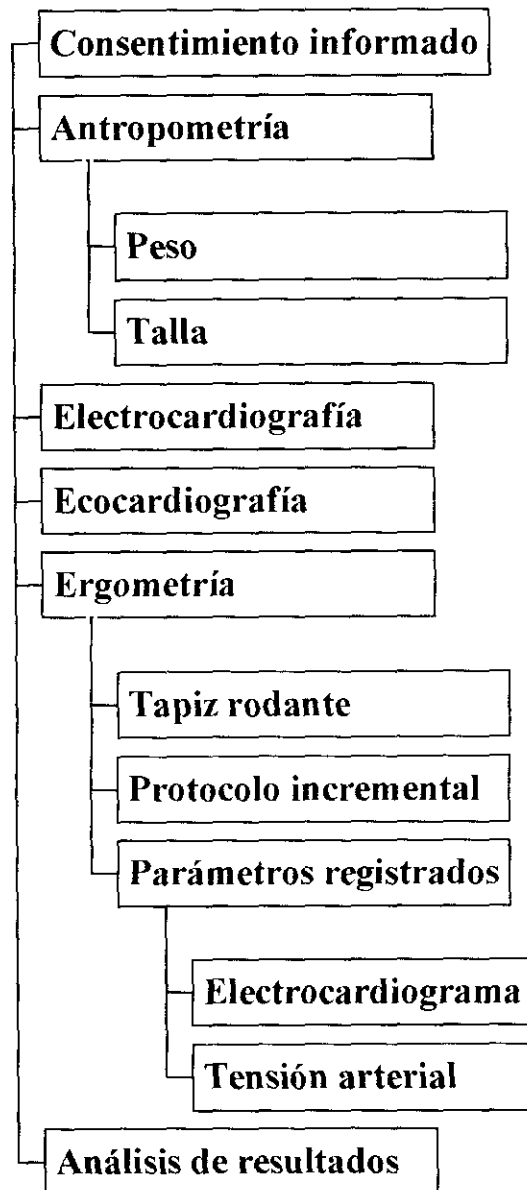 Consentimiento informado
Antropometría
Peso
Talla
Electrocardiografía
Ecocardiografía
Ergometría
Tapiz rodante
Protocolo incremental
Parámetros registrados
Electrocardiograma
Tensión arterial
Análisis de resultados